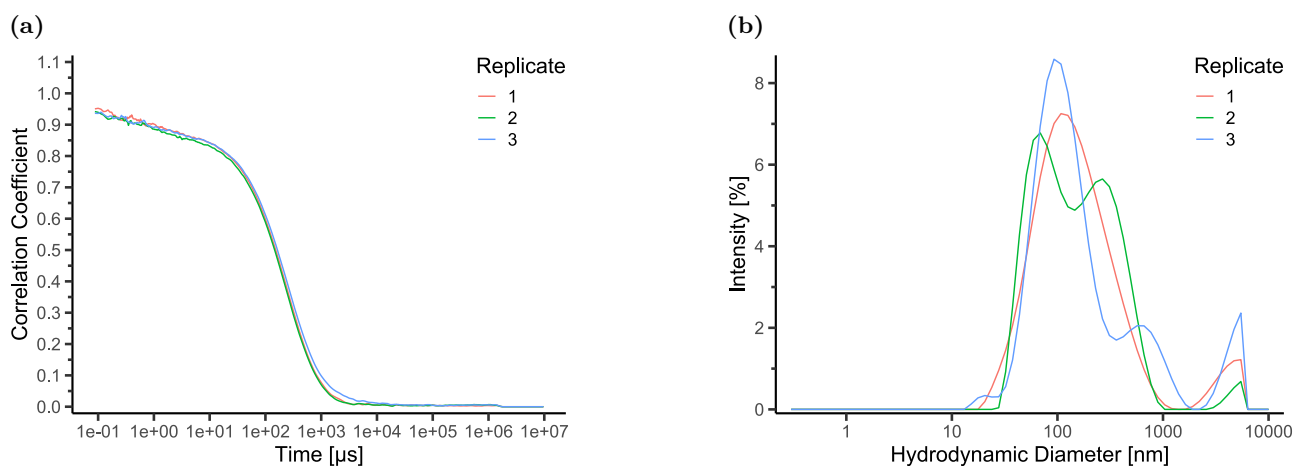 (a)
Correlation Coefficient
1.1
1.0
0.9
0.8
0.7
0.6
0.5
0.4
0.3
0.2
0.1
0.0
1e-01 1e+00 1e+01 1e+02 1e+03 1e+04 1e+05 1e+06 1e+07
Time [µs]
Replicate
1
2
3
(b)
Intensity [%]
8
6
4
2
0
1 10 100 1000 10000
Hydrodynamic Diameter [nm]
Replicate
1
2
3